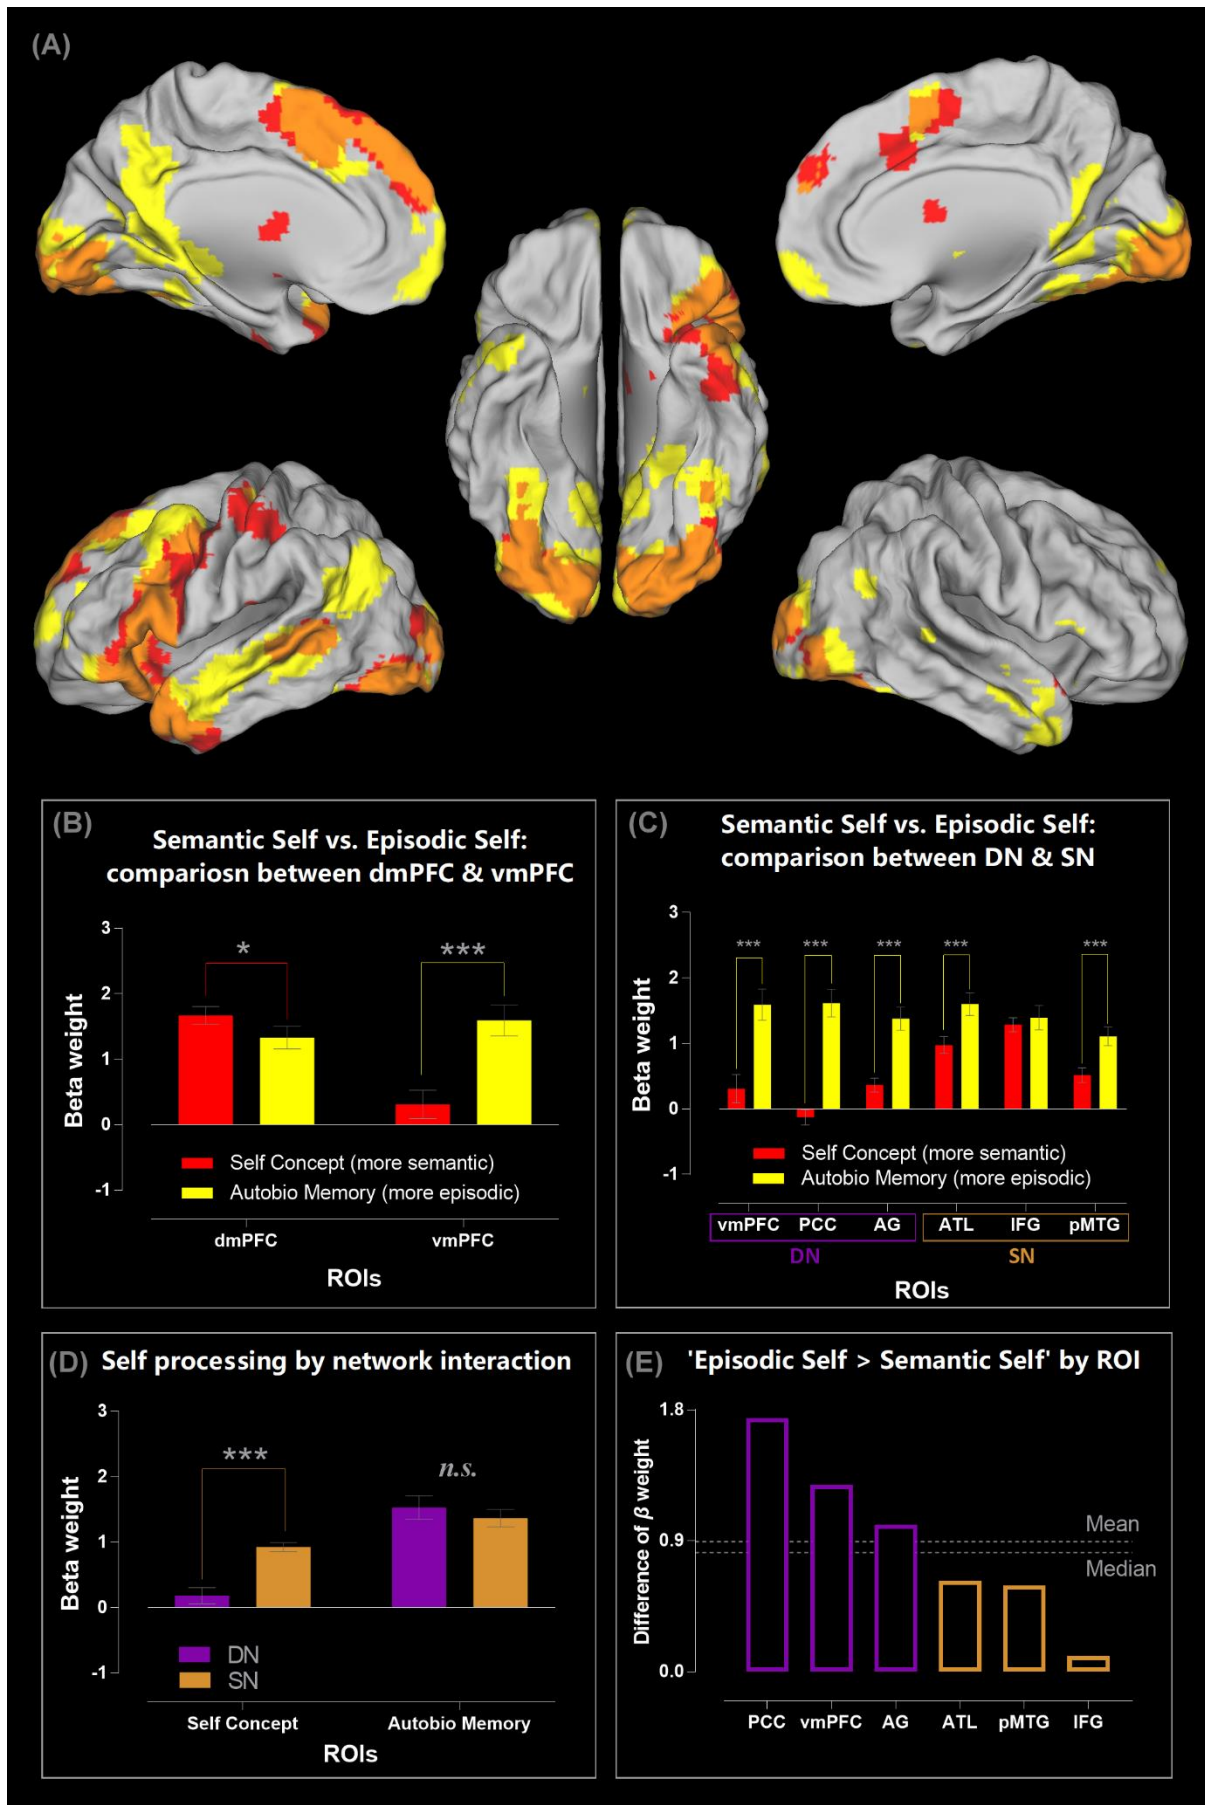 (A)
(B)
Semantic Self vs. Episodic Self:
compariosn between dmPFC & vmPFC
3
2
1
0
-1
Beta weight
*
***
Self Concept (more semantic)
Autobio Memory (more episodic)
dmPFC vmPFC
ROIs
(C)
Semantic Self vs. Episodic Self:
comparison between DN & SN
3
2
1
0
-1
Beta weight
*** *** *** *** ***
Self Concept (more semantic)
Autobio Memory (more episodic)
vmPFC PCC AG ATL IFG pMTG
DN SN
ROIs
(D) Self processing by network interaction
3
2
1
0
-1
Beta weight
***
n.s.
DN
SN
Self Concept Autobio Memory
ROIs
(E) 'Episodic Self > Semantic Self' by ROI
1.8
0.9
0.0
Difference of β weight
Mean
Median
PCC vmPFC AG ATL pMTG IFG